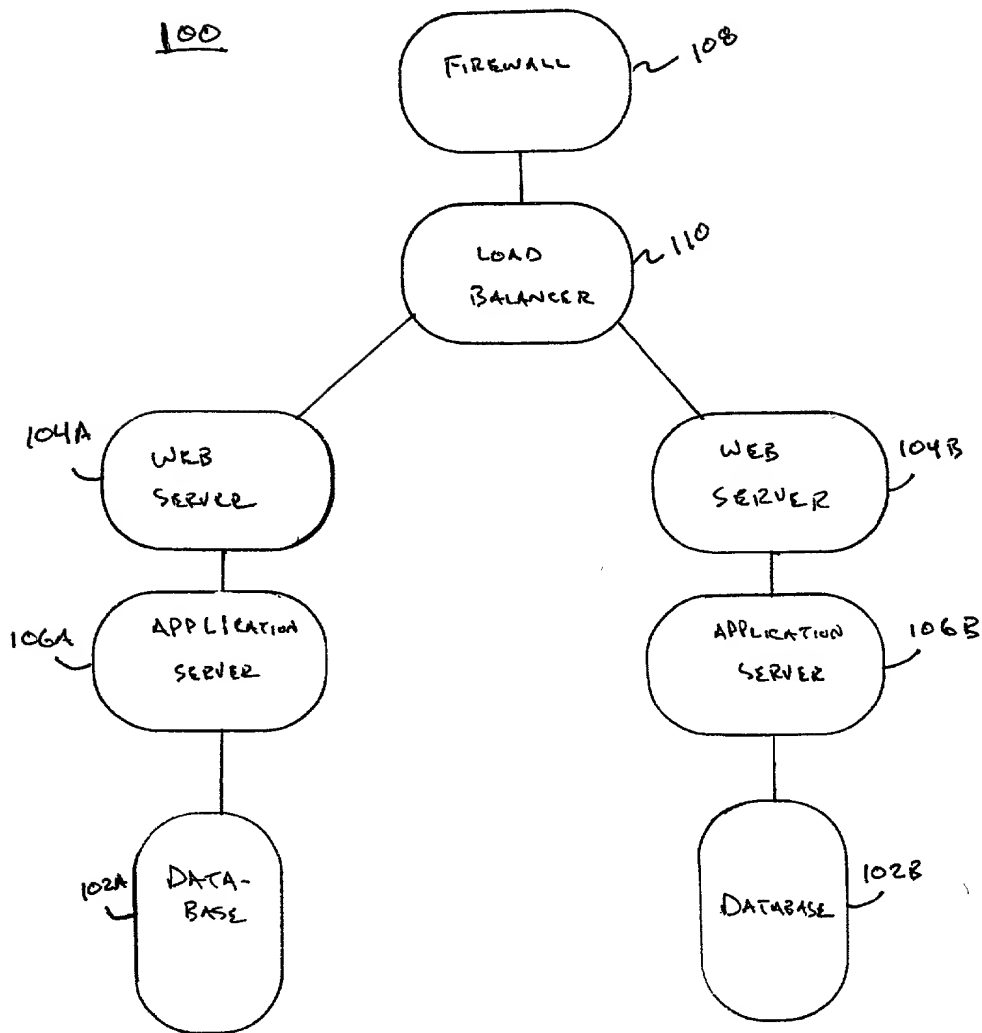 100
FIREWALL
108
LOAD
BALANCER
110
104A
WEB
SERVER
WEB
SERVER
104B
106A
APPLICATION
SERVER
APPLICATION
SERVER
106B
102A
DATA-
BASE
DATABASE
102B